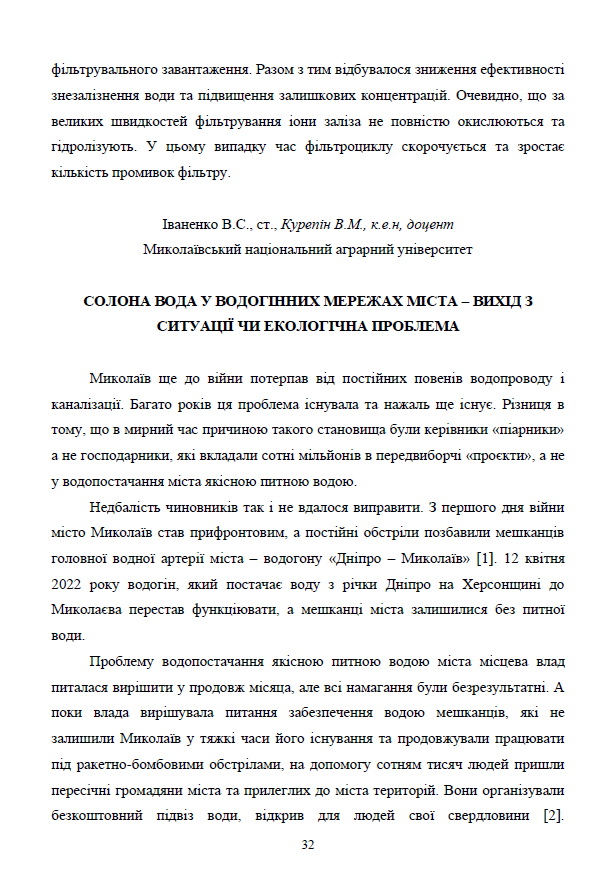 фільтрувального завантаження. Разом з тим відбувалося зниження ефективності
знезалізнення води та підвищення залишкових концентрацій. Очевидно, що за
великих швидкостей фільтрування іони заліза не повністю окислюються та
гідролізують. У цьому випадку час фільтроциклу скорочується та зростає
кількість промивок фільтру.
Іваненко В.С., ст., Курепін В.М., к.е.н, доцент
Миколаївський національний аграрний університет
СОЛОНА ВОДА У ВОДОГІННИХ МЕРЕЖАХ МІСТА – ВИХІД З
СИТУАЦІЇ ЧИ ЕКОЛОГІЧНА ПРОБЛЕМА
Миколаїв ще до війни потерпав від постійних повенів водопроводу і
каналізації. Багато років ця проблема існувала та нажаль ще існує. Різниця в
тому, що в мирний час причиною такого становища були керівники «піарники»
а не господарники, які вкладали сотні мільйонів в передвиборчі «проєкти», а не
у водопостачання міста якісною питною водою.
Недбалість чиновників так і не вдалося виправити. З першого дня війни
місто Миколаїв став прифронтовим, а постійні обстріли позбавили мешканців
головної водної артерії міста – водогону «Дніпро – Миколаїв» [1]. 12 квітня
2022 року водогін, який постачає воду з річки Дніпро на Херсонщині до
Миколаєва перестав функціювати, а мешканці міста залишилися без питної
води.
Проблему водопостачання якісною питною водою міста місцева влад
питалася вирішити у продовж місяца, але всі намагання були безрезультатні. А
поки влада вирішувала питання забезпечення водою мешканців, які не
залишили Миколаїв у тяжкі часи його існування та продовжували працювати
під ракетно-бомбовими обстрілами, на допомогу сотням тисяч людей пришли
пересічні громадяни міста та прилеглих до міста територій. Вони організували
безкоштовний підвіз води, відкрив для людей свої свердловини [2].
32